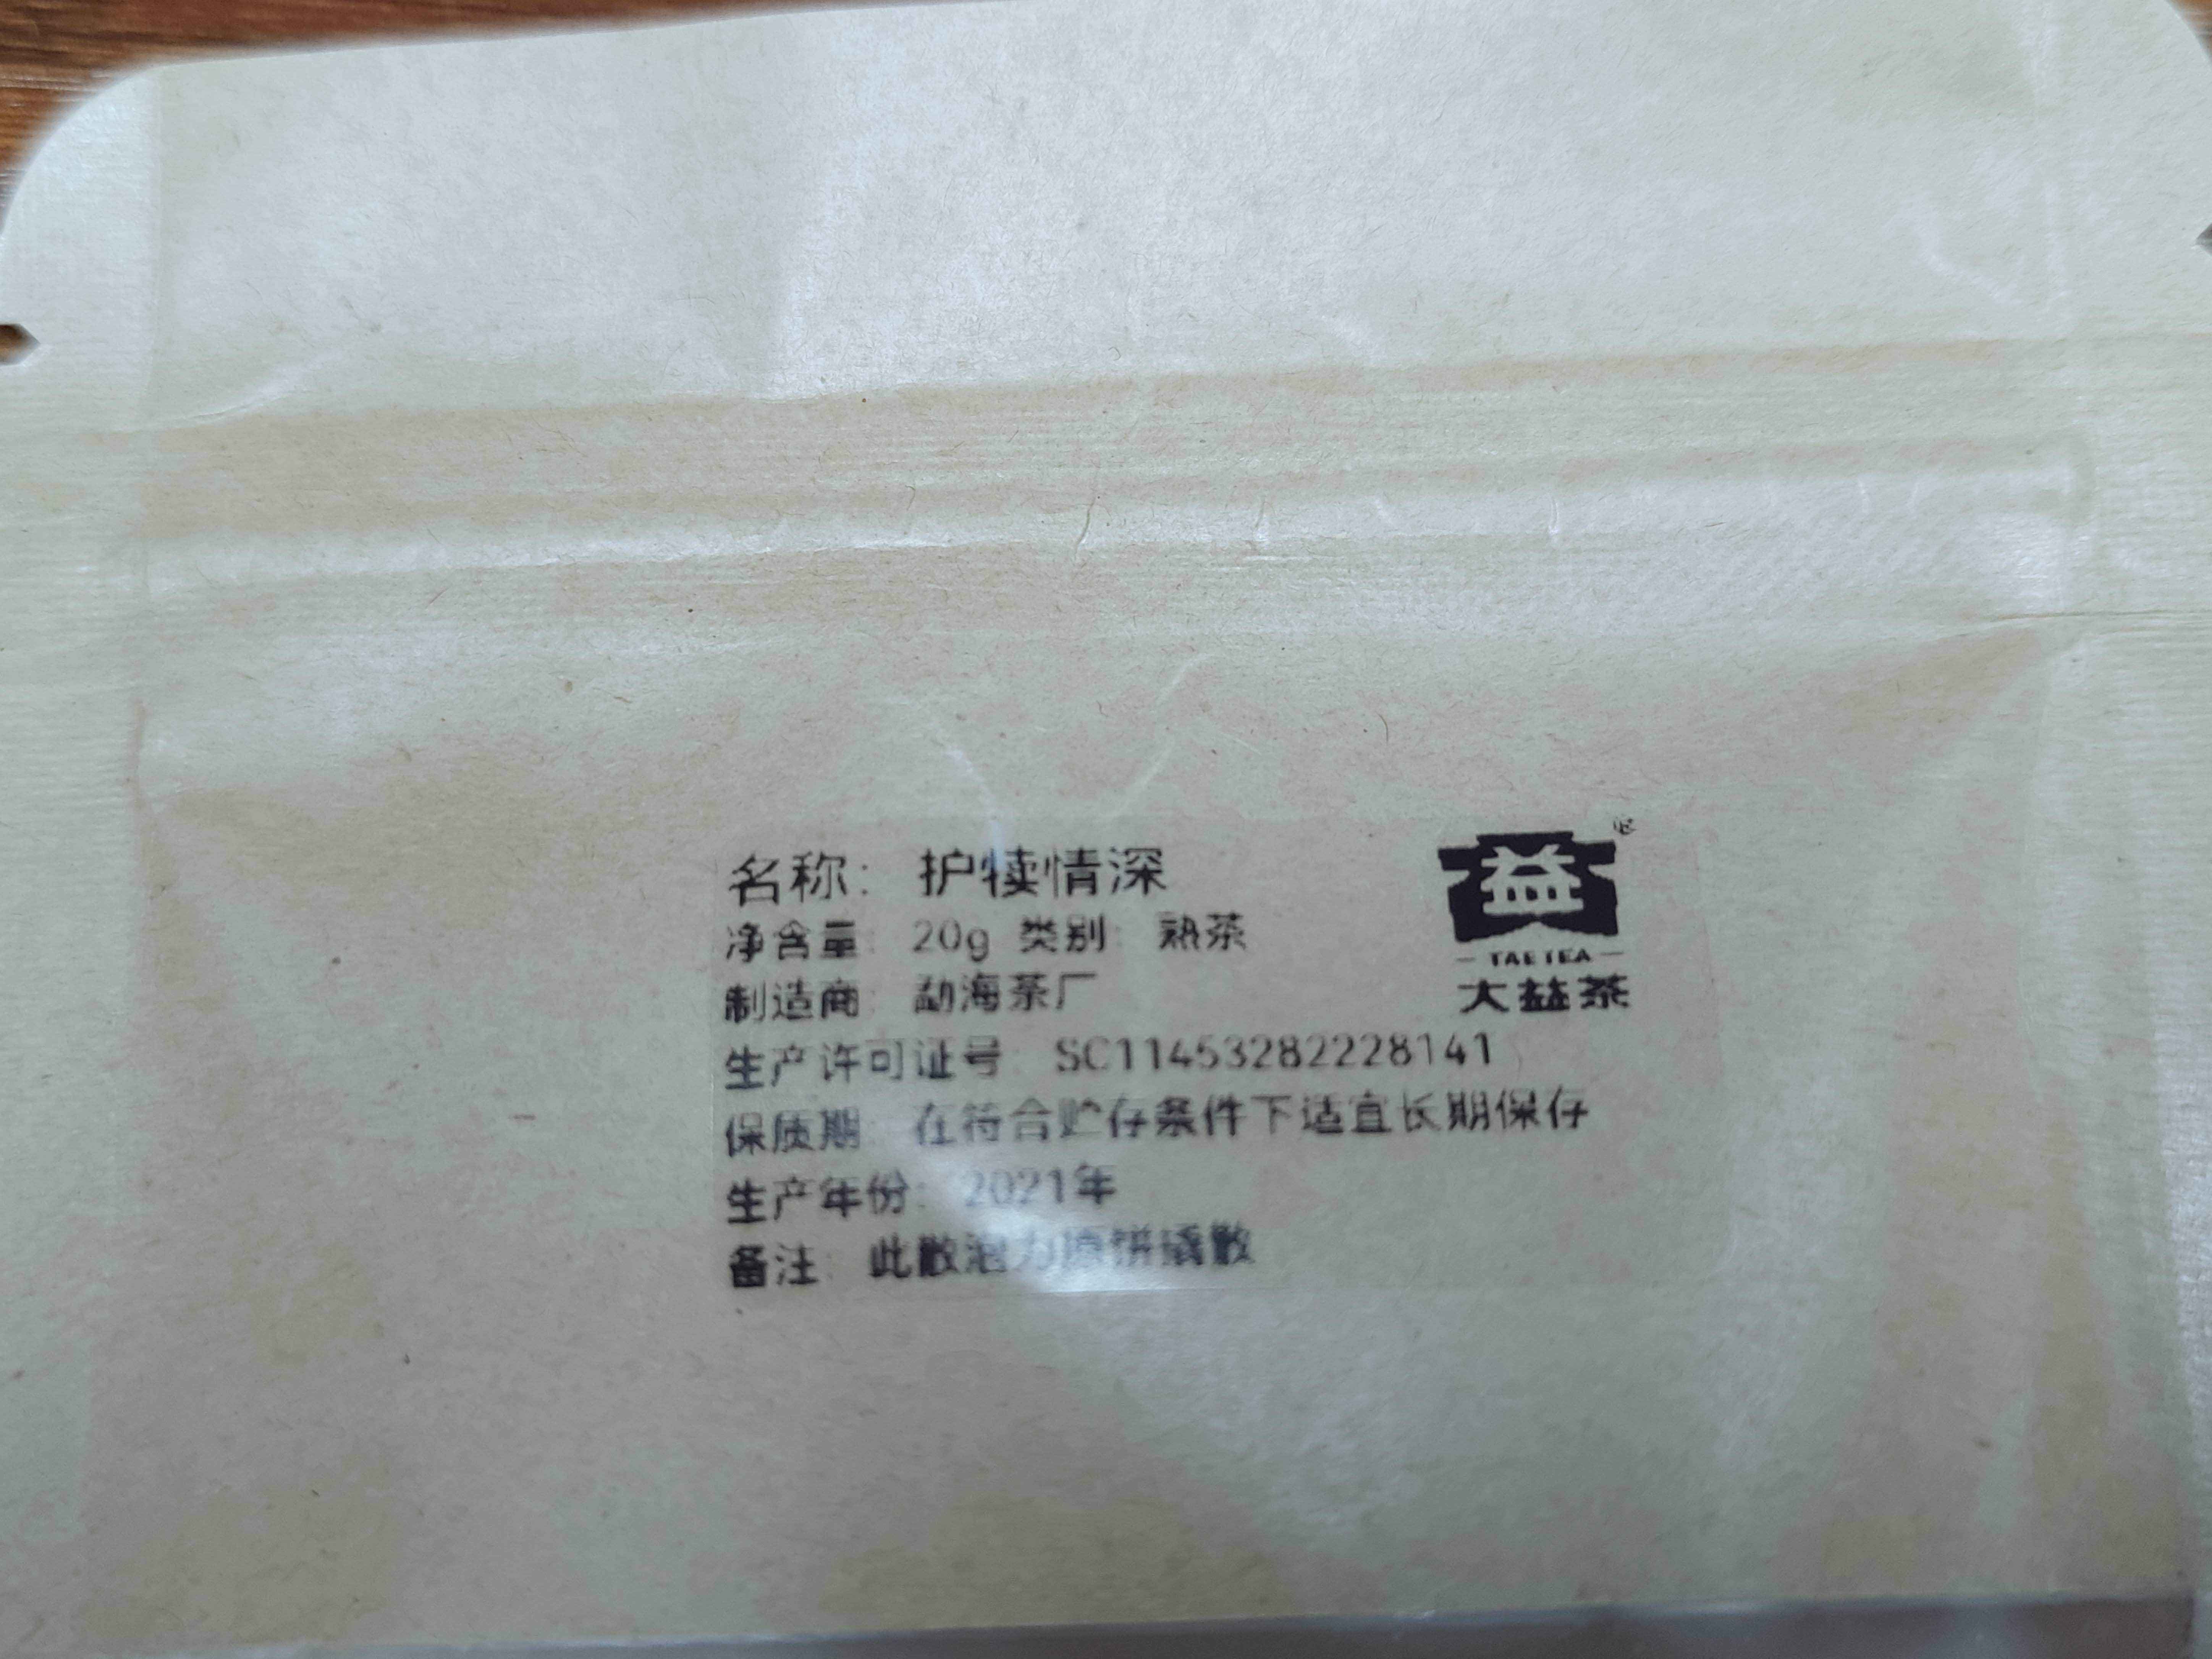 名称：护犊情深
净含量：20g 类别：熟茶
制造商：勐海茶厂
生产许可证号：SC11453282228141
保质期：在符合贮存条件下适宜长期保存
生产年份：2021年
备注：此散泡为原饼撬散
益
TAETEA
大益茶